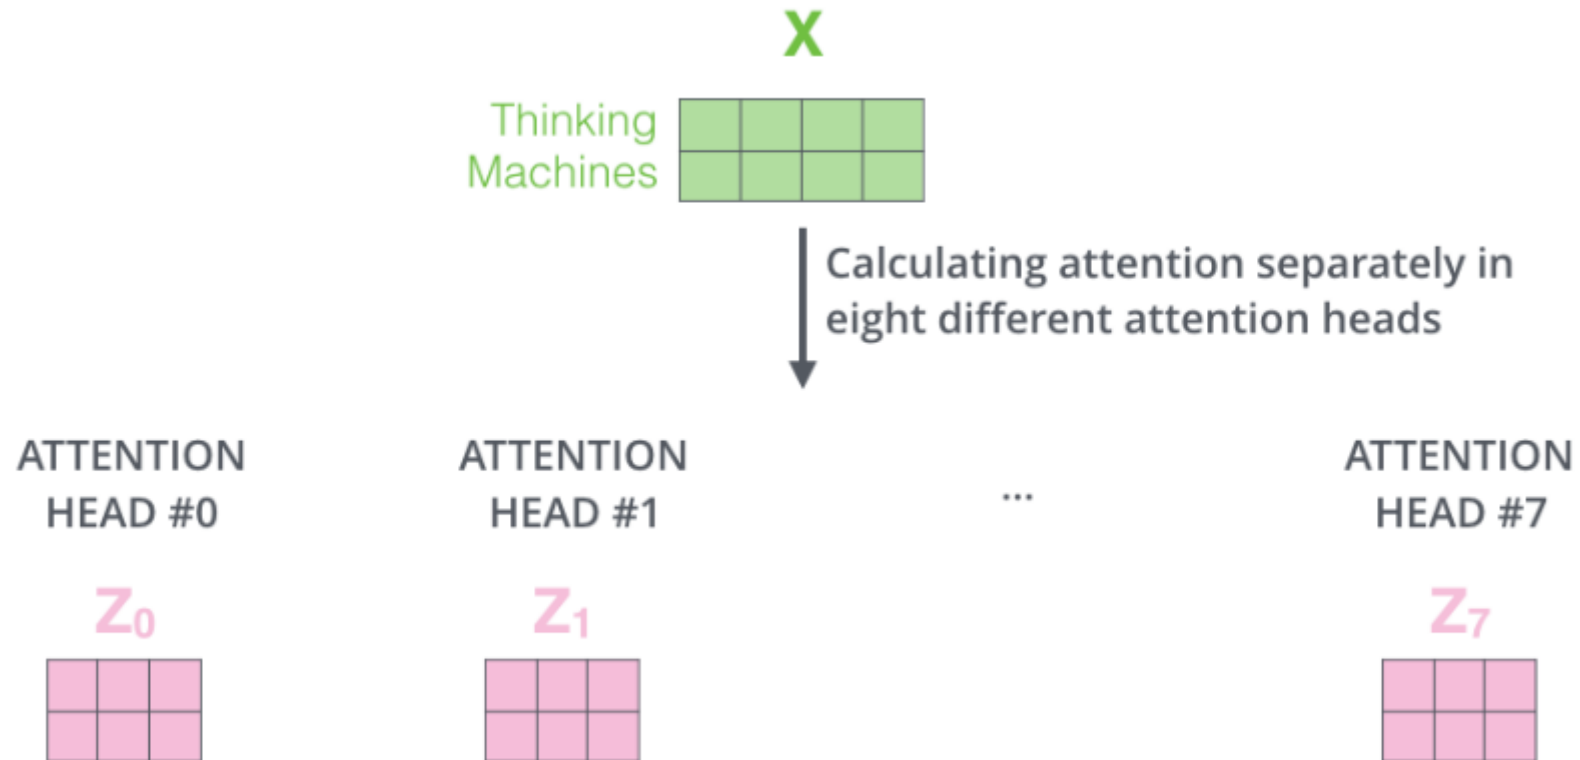 X
Thinking
Machines
Calculating attention separately in
eight different attention heads
ATTENTION
HEAD #0
ATTENTION
HEAD #1
...
ATTENTION
HEAD #7
Z0
Z1
Z7